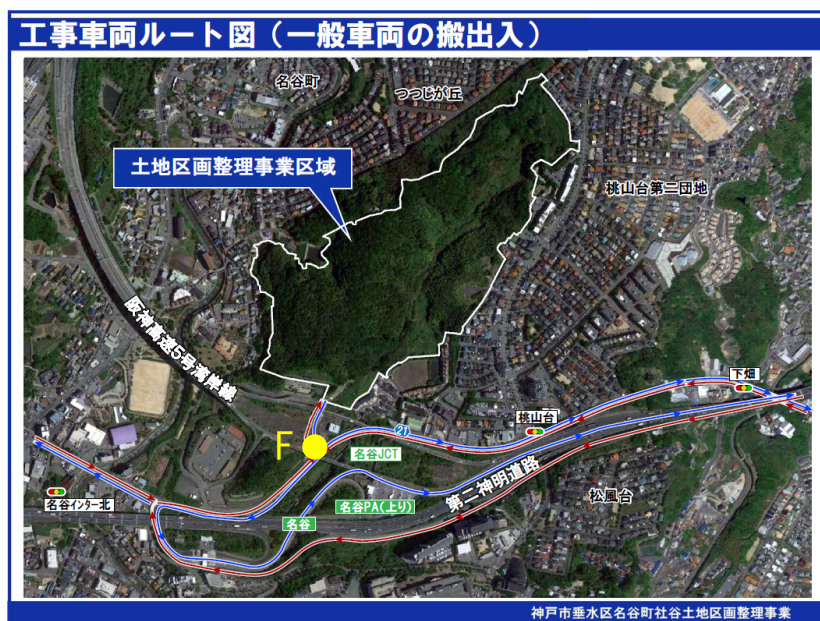 工事車両ルート図（一般車両の搬出入）
名谷町
つつじが丘
土地区画整理事業区域
桃山台第二団地
阪神高速5号湾岸線
下畑
桃山台
21
F
名谷JCT
第二神明道路
名谷インター北
名谷PA(上り)
松風台
名谷
神戸市垂水区名谷町社谷土地区画整理事業